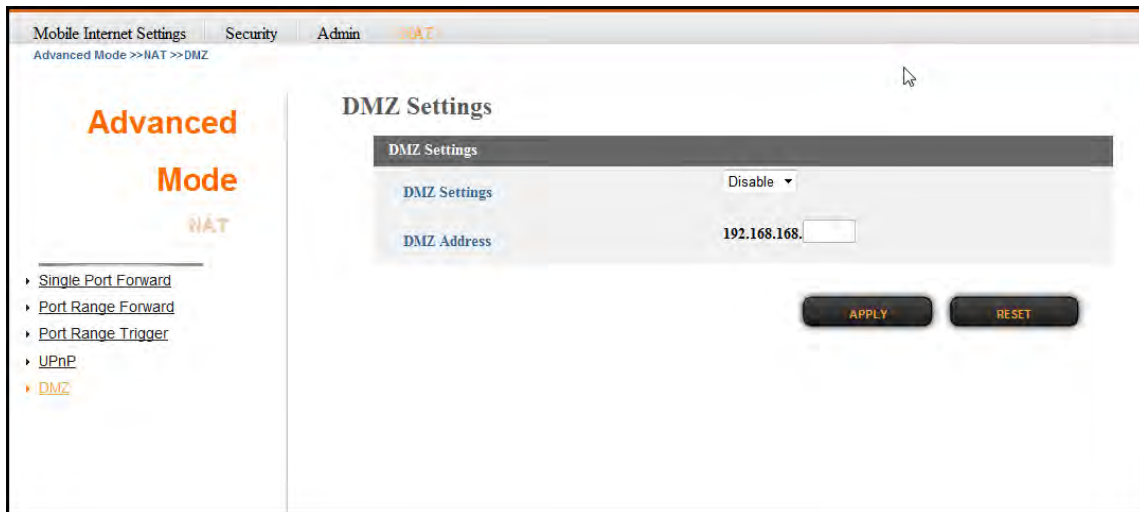 Mobile Internet Settings Security Admin NAT
Advanced Mode >>NAT >>DMZ
Advanced
Mode
NAT
Single Port Forward
Port Range Forward
Port Range Trigger
UPnP
DMZ
DMZ Settings
DMZ Settings
DMZ Settings Disable
DMZ Address 192.168.168.
APPLY RESET